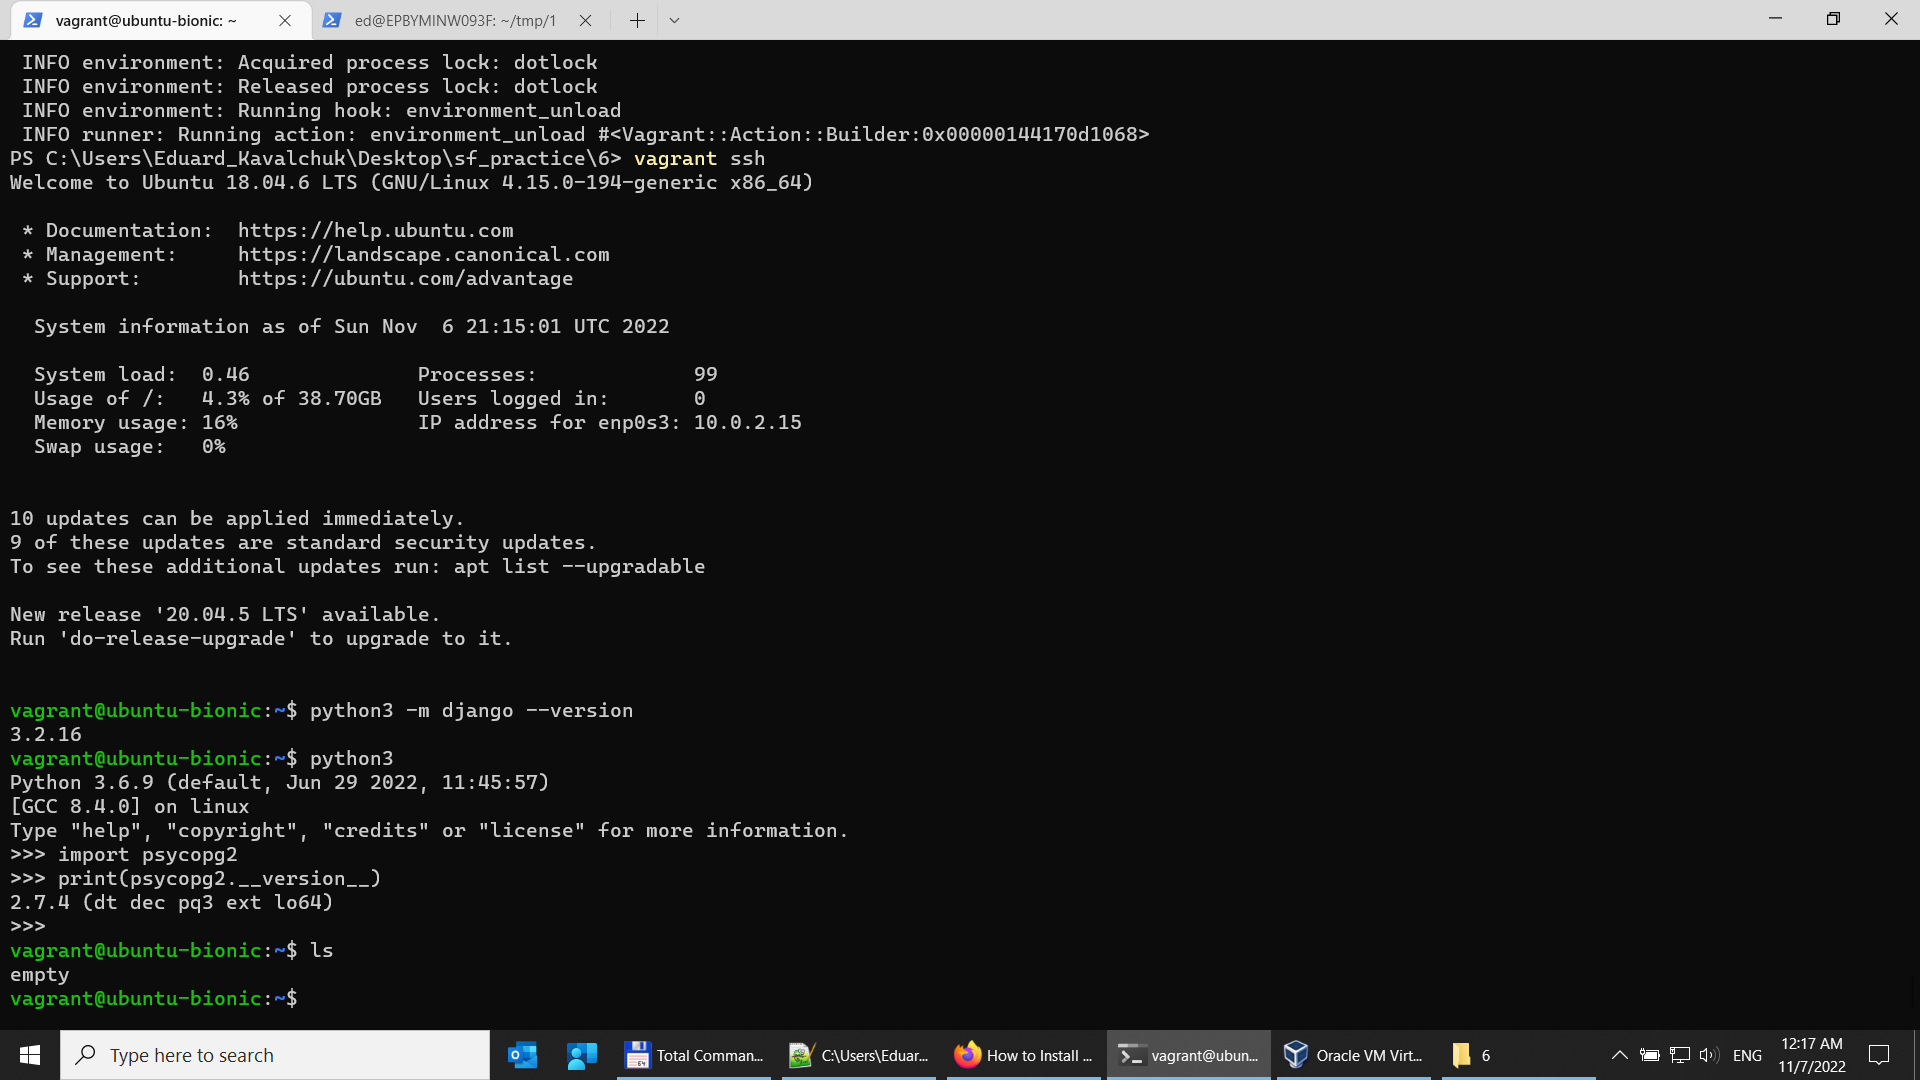 vagrant@ubuntu-bionic: ~
ed@EPBYMINW093F: ~/tmp/1
INFO environment: Acquired process lock: dotlock
INFO environment: Released process lock: dotlock
INFO environment: Running hook: environment_unload
INFO runner: Running action: environment_unload #<Vagrant::Action::Builder:0x00000144170d1068>
PS C:\Users\Eduard_Kavalchuk\Desktop\sf_practice\6> vagrant ssh
Welcome to Ubuntu 18.04.6 LTS (GNU/Linux 4.15.0-194-generic x86_64)
* Documentation:  https://help.ubuntu.com
* Management:     https://landscape.canonical.com
* Support:        https://ubuntu.com/advantage
System information as of Sun Nov  6 21:15:01 UTC 2022
System load:  0.46              Processes:             99
Usage of /:   4.3% of 38.70GB   Users logged in:       0
Memory usage: 16%               IP address for enp0s3: 10.0.2.15
Swap usage:   0%
10 updates can be applied immediately.
9 of these updates are standard security updates.
To see these additional updates run: apt list --upgradable
New release '20.04.5 LTS' available.
Run 'do-release-upgrade' to upgrade to it.
vagrant@ubuntu-bionic:~$ python3 -m django --version
3.2.16
vagrant@ubuntu-bionic:~$ python3
Python 3.6.9 (default, Jun 29 2022, 11:45:57)
[GCC 8.4.0] on linux
Type "help", "copyright", "credits" or "license" for more information.
>>> import psycopg2
>>> print(psycopg2.__version__)
2.7.4 (dt dec pq3 ext lo64)
>>>
vagrant@ubuntu-bionic:~$ ls
empty
vagrant@ubuntu-bionic:~$
Type here to search
Total Comman...
C:\Users\Eduar...
How to Install ...
vagrant@ubun...
Oracle VM Virt...
6
ENG
12:17 AM
11/7/2022